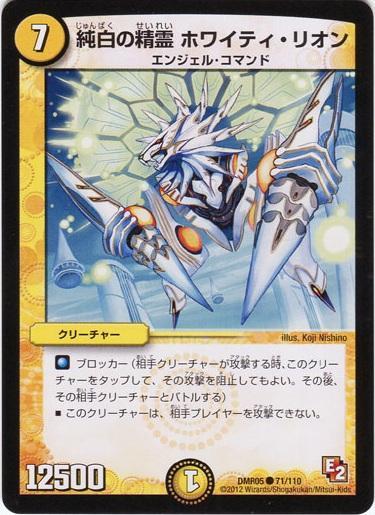 7
じゅんぱく せいれい
純白の精霊 ホワイティ・リオン
エンジェル・コマンド
クリーチャー
illus. Koji Nishino
ブロッカー(相手クリーチャーが攻撃する時、このクリ
ーチャーをタップして、その攻撃を阻止してもよい。その後、
その相手クリーチャーとバトルする)
■ このクリーチャーは、相手プレイヤーを攻撃できない。
12500
1
DMR05 ● 71/110
E2
©2012 Wizards/Shogakukan/Mitsui-Kids